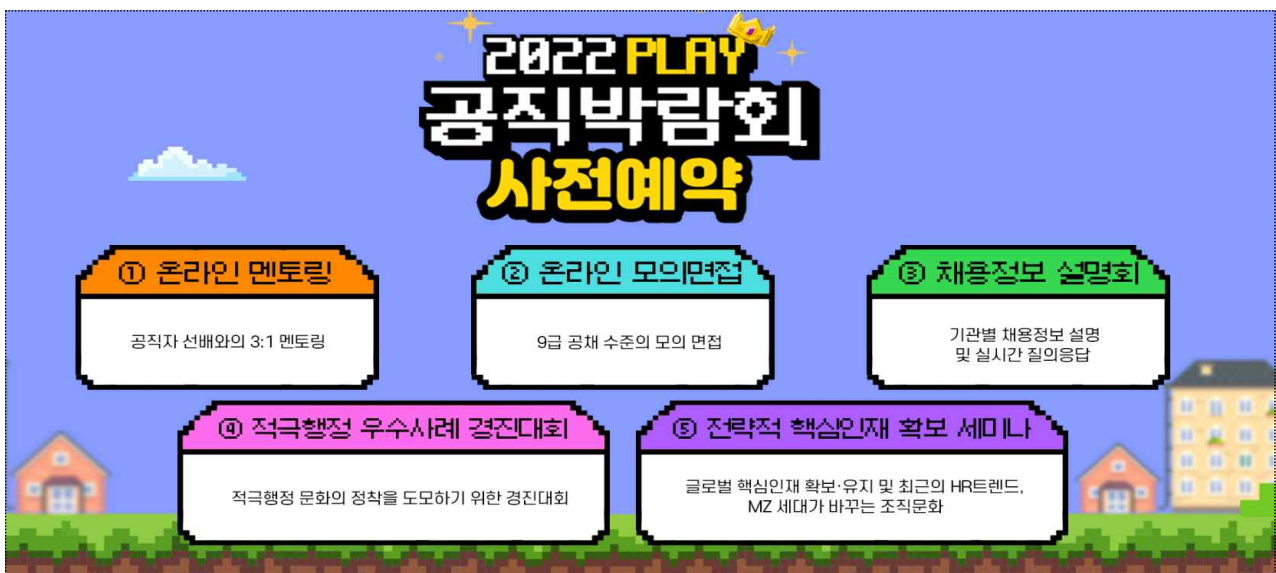 2022 PLAY
공직박람회
사전예약
① 온라인 멘토링
공직자 선배와의 3:1 멘토링
② 온라인 모의면접
9급 공채 수준의 모의 면접
③ 채용정보 설명회
기관별 채용정보 설명
및 실시간 질의응답
④ 적극행정 우수사례 경진대회
적극행정 문화의 정착을 도모하기 위한 경진대회
⑤ 전략적 핵심인재 확보 세미나
글로벌 핵심인재 확보·유지 및 최근의 HR트렌드,
MZ 세대가 바꾸는 조직문화